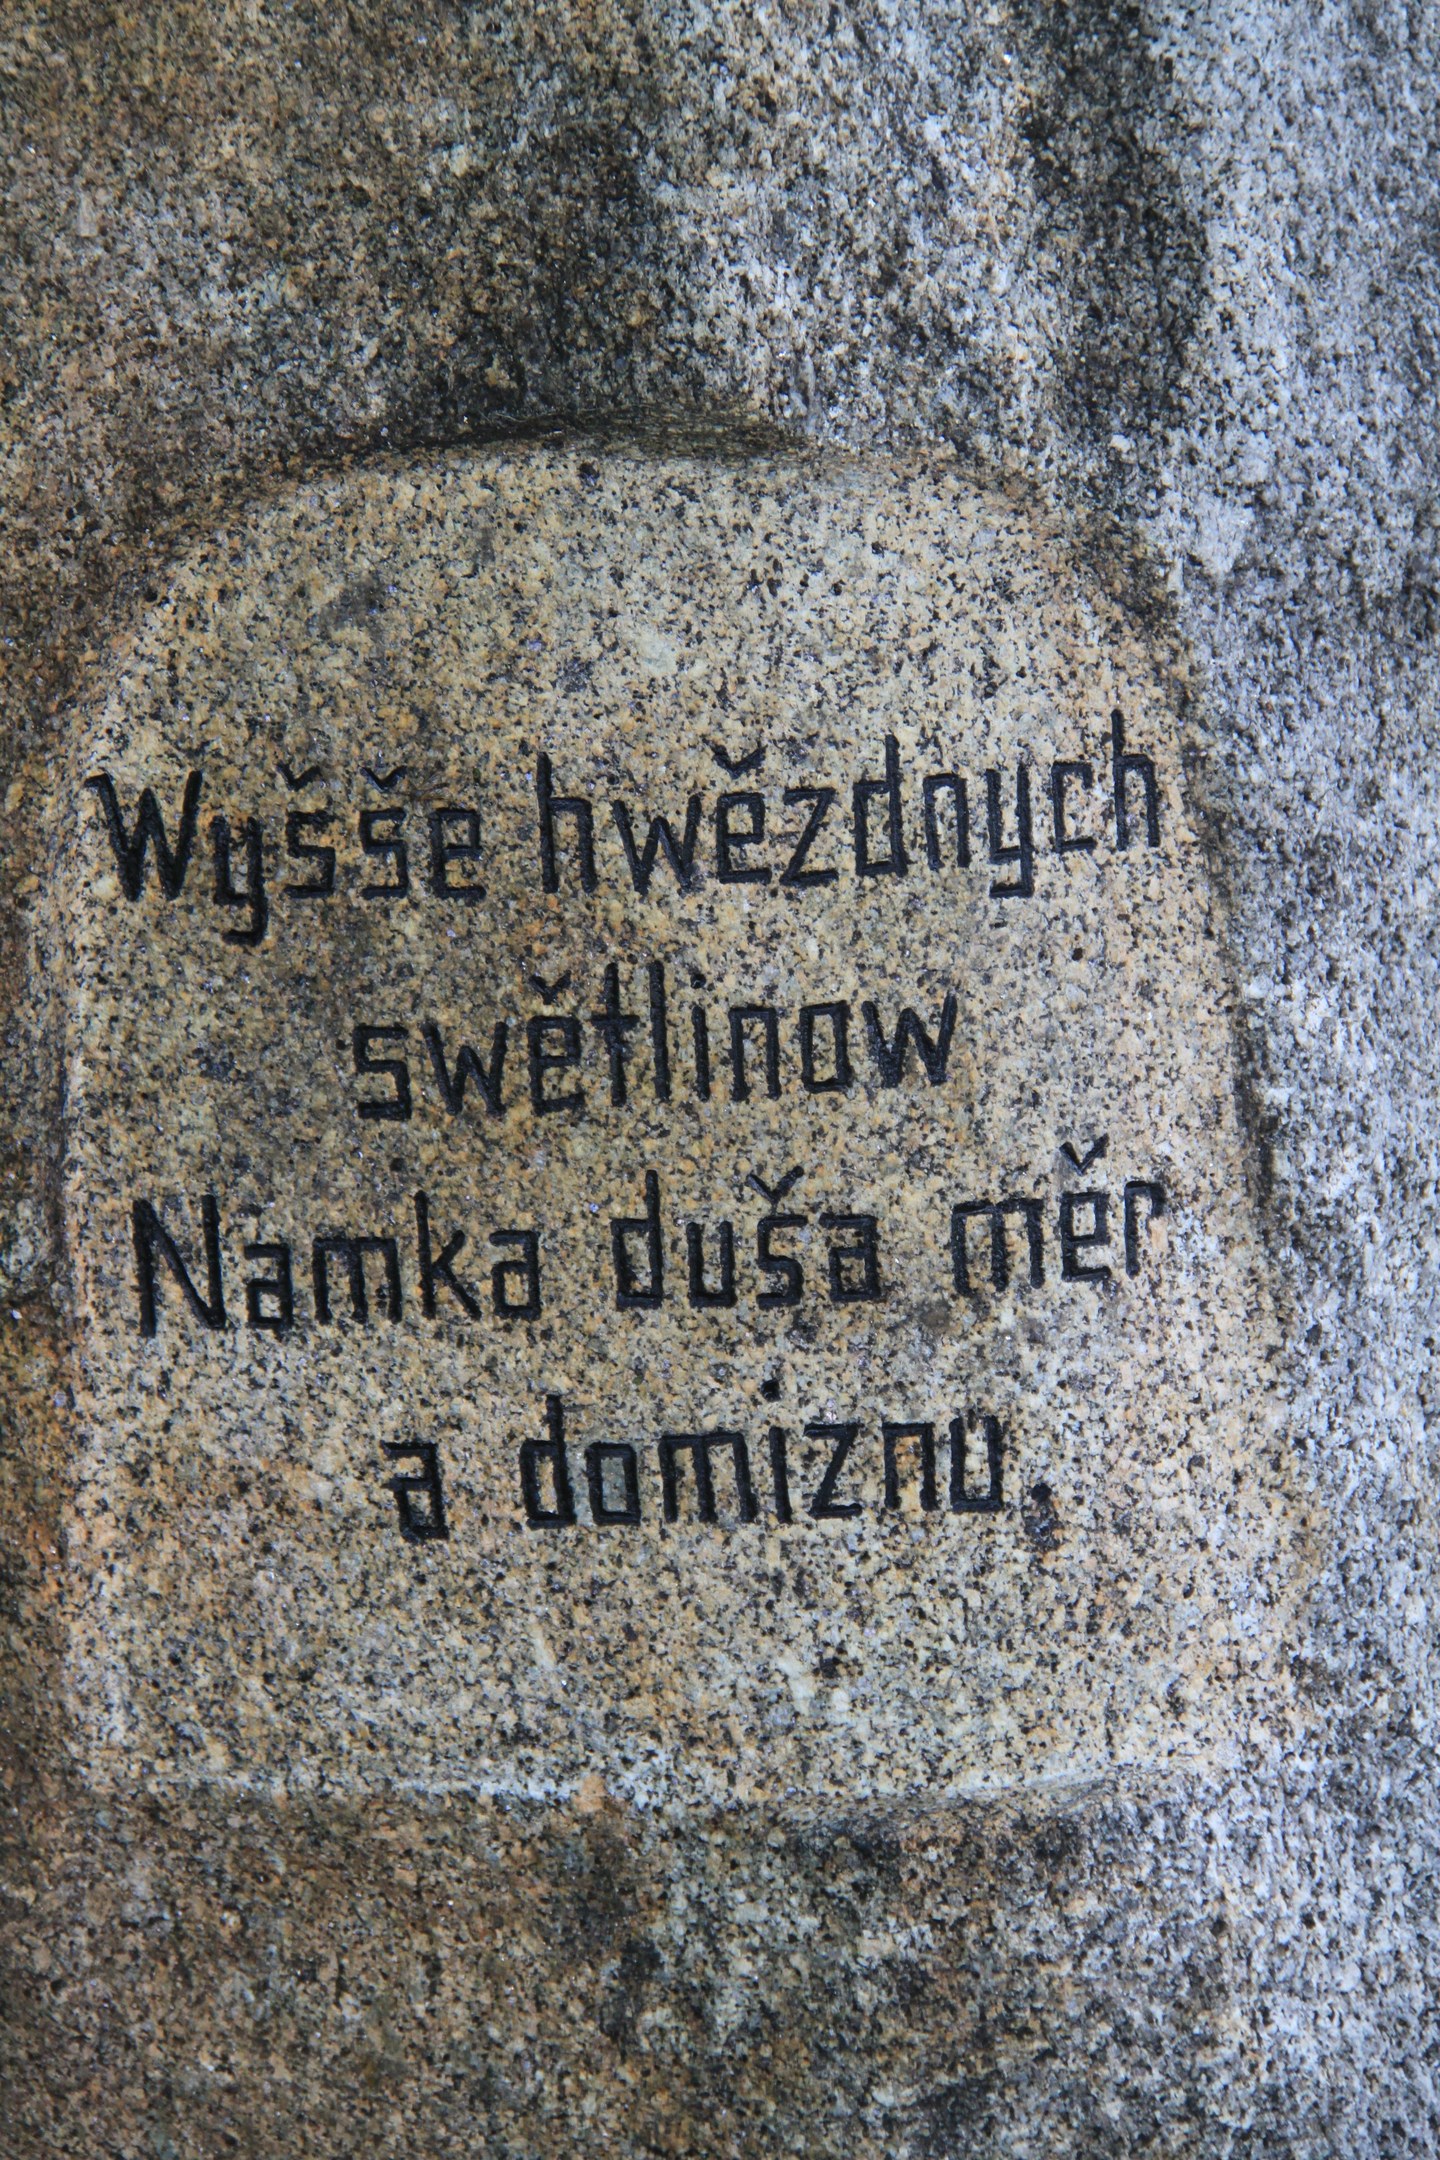 Wyšše hwězdnych
swětlinow
Namka duša měr
a domiznu.